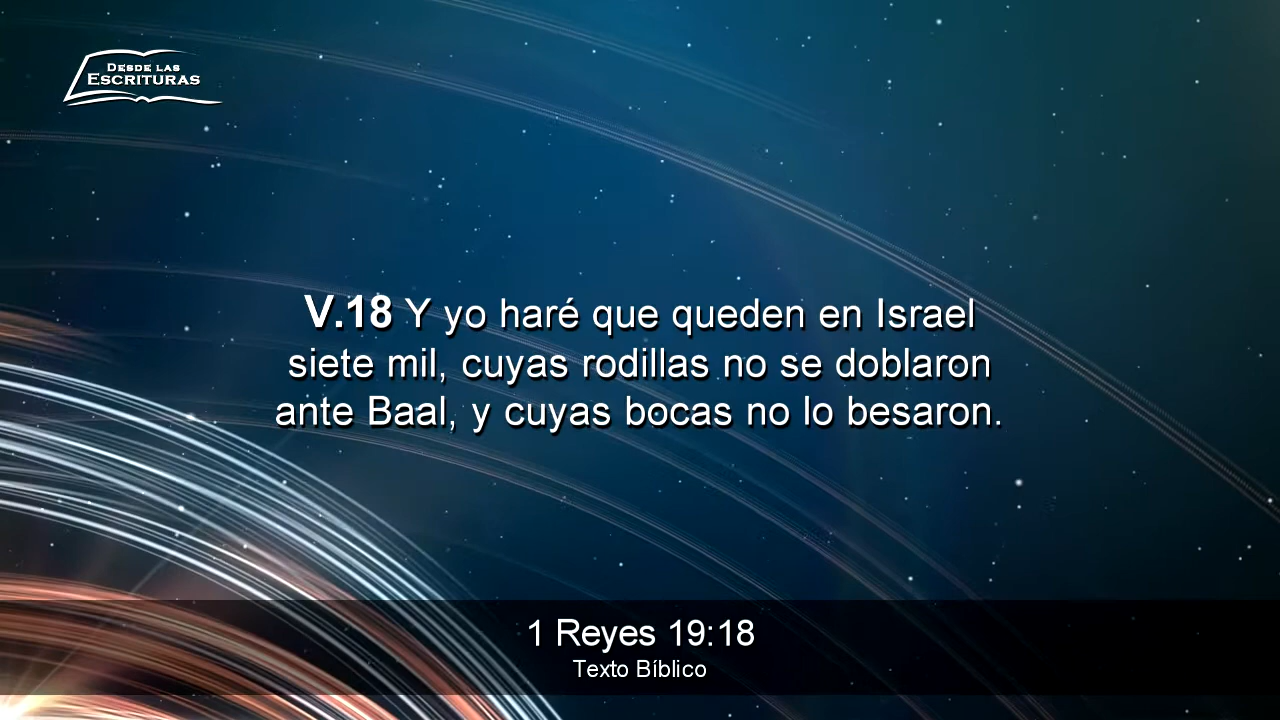 DESDE LAS
ESCRITURAS
V.18 Y yo haré que queden en Israel
siete mil, cuyas rodillas no se doblaron
ante Baal, y cuyas bocas no lo besaron.
1 Reyes 19:18
Texto Bíblico